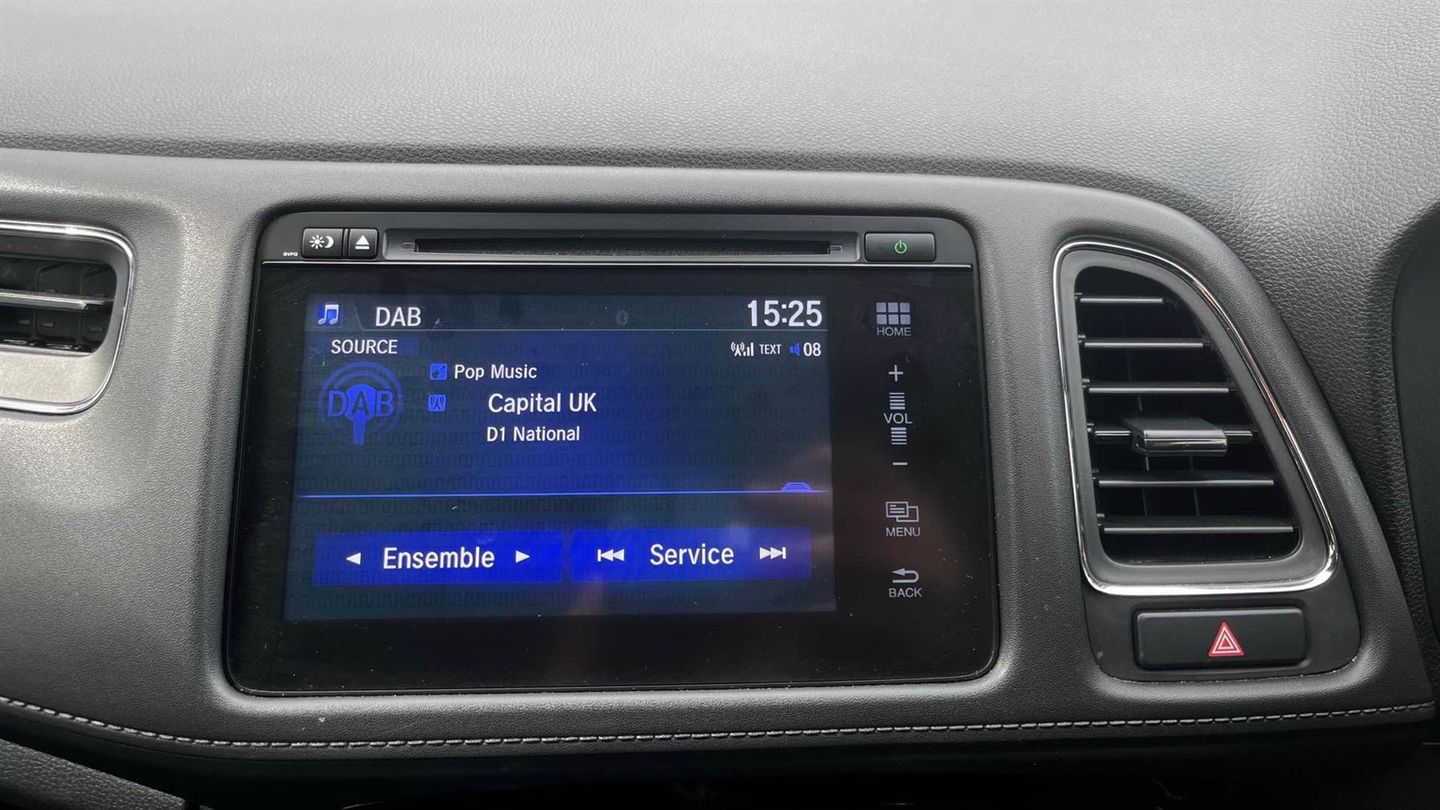 DAB
15:25
HOME
SOURCE
TEXT
08
Pop Music
DAB
Capital UK
D1 National
+
VOL
−
MENU
Ensemble
Service
BACK